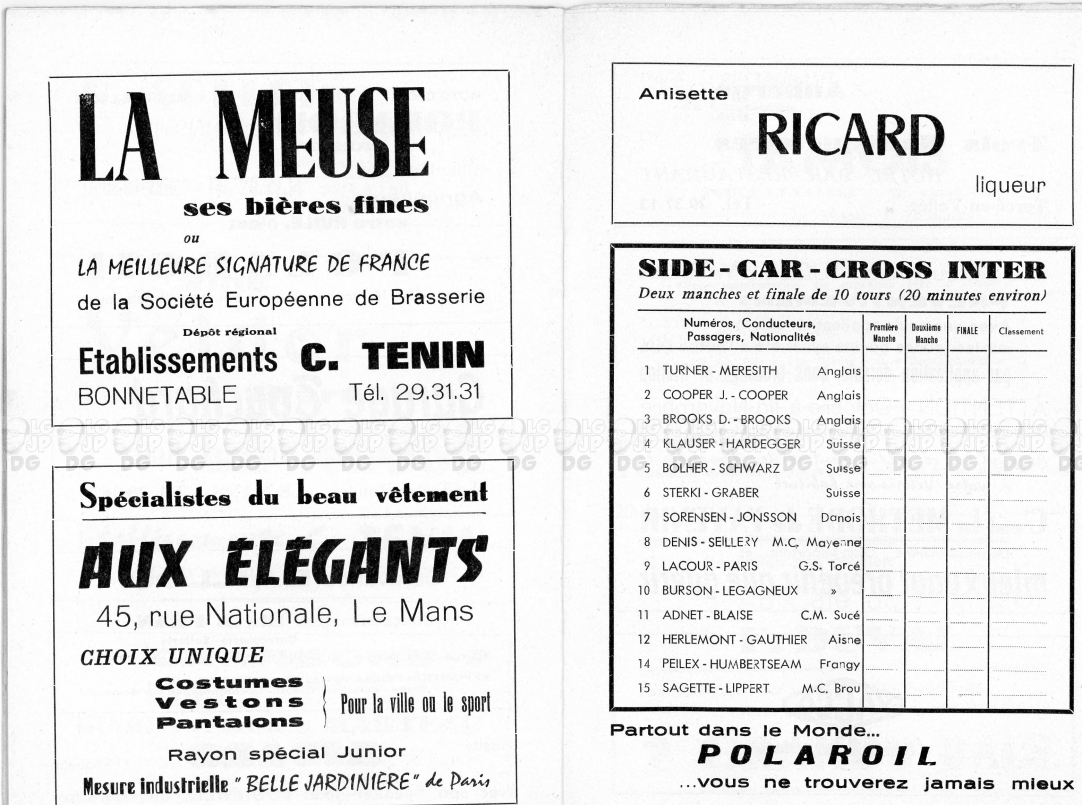 LA MEUSE
ses bières fines
ou
LA MEILLEURE SIGNATURE DE FRANCE
de la Société Européenne de Brasserie
Dépôt régional
Etablissements C. TENIN
BONNETABLE Tél. 29.31.31
Spécialistes du beau vêtement
AUX ÉLÉGANTS
45, rue Nationale, Le Mans
CHOIX UNIQUE
Costumes
Vestons
Pantalons
Pour la ville ou le sport
Rayon spécial Junior
Mesure industrielle "BELLE JARDINIÈRE" de Paris
Anisette
RICARD
liqueur
SIDE-CAR-CROSS INTER
Deux manches et finale de 10 tours (20 minutes environ)
Numéros, Conducteurs, Passagers, Nationalités Première Manche Deuxième Manche FINALE Classement
1 TURNER - MERESITH Anglais
2 COOPER J. - COOPER Anglais
3 BROOKS D. - BROOKS Anglais
4 KLAUSER - HARDEGGER Suisse
5 BOLHER - SCHWARZ Suisse
6 STERKI - GRABER Suisse
7 SORENSEN - JONSSON Danois
8 DENIS - SEILLERY M.C. Mayenne
9 LACOUR - PARIS G.S. Torcé
10 BURSON - LEGAGNEUX »
11 ADNET - BLAISE C.M. Sucé
12 HERLEMONT - GAUTHIER Aisne
14 PEILEX - HUMBERTSEAM Frangy
15 SAGETTE - LIPPERT M.C. Brou
Partout dans le Monde...
POLAROIL
...vous ne trouverez jamais mieux